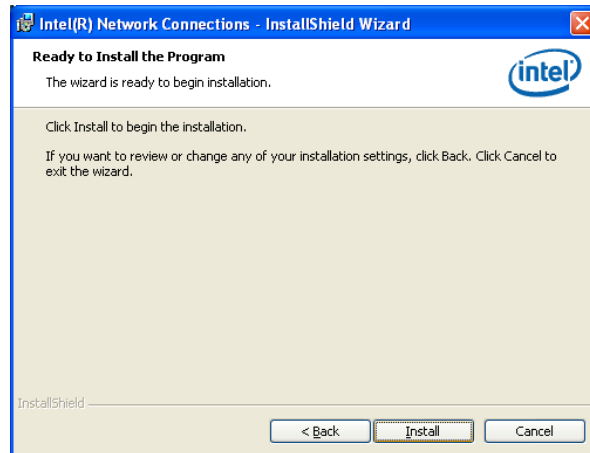 Intel(R) Network Connections - InstallShield Wizard
Ready to Install the Program
The wizard is ready to begin installation.
intel
Click Install to begin the installation.
If you want to review or change any of your installation settings, click Back. Click Cancel to
exit the wizard.
InstallShield
< Back
Install
Cancel